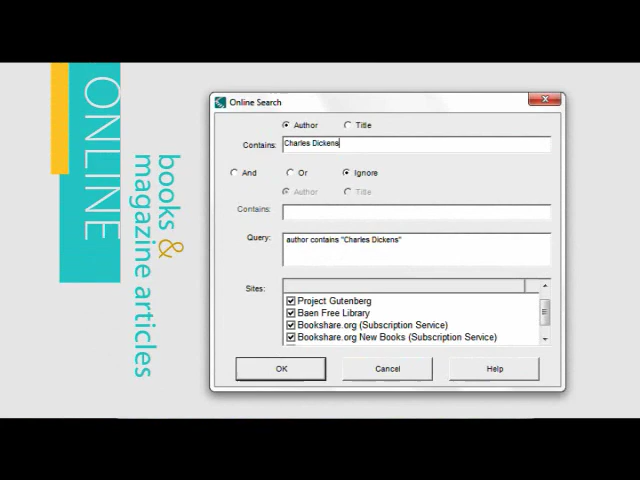 ONLINE
books &
magazine articles
Online Search
Author Title
Contains: Charles Dickens
And Or Ignore
Author Title
Contains:
Query: author contains "Charles Dickens"
Sites:
Project Gutenberg
Baen Free Library
Bookshare.org (Subscription Service)
Bookshare.org New Books (Subscription Service)
OK Cancel Help